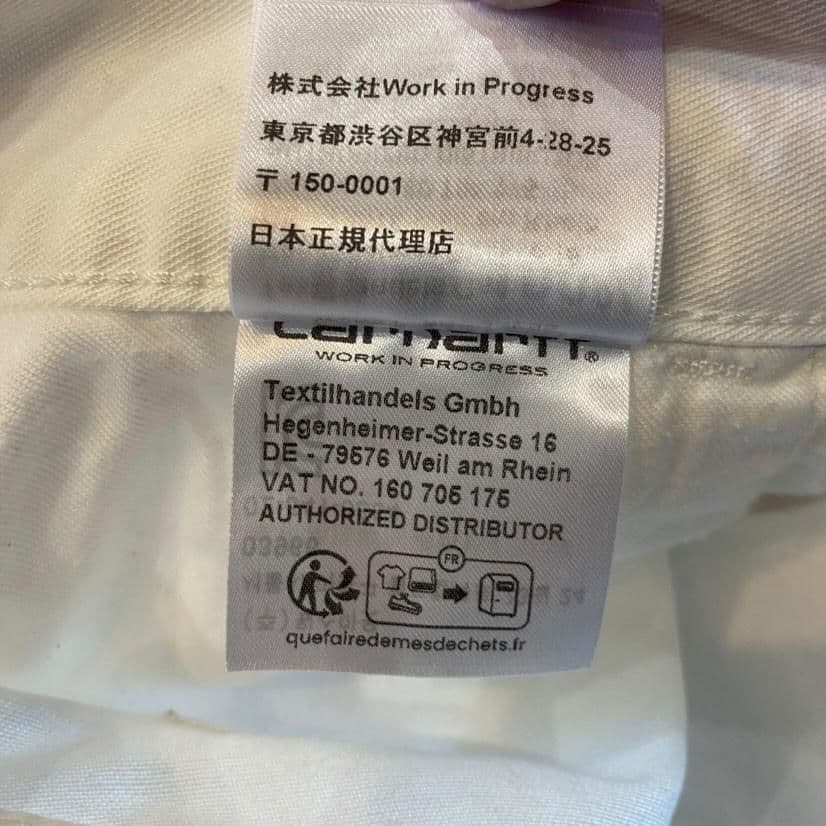 株式会社Work in Progress
東京都渋谷区神宮前4-28-25
〒 150-0001
日本正規代理店
carhartt®
WORK IN PROGRESS
Textilhandels Gmbh
Hegenheimer-Strasse 16
DE - 79576 Weil am Rhein
VAT NO. 160 705 175
AUTHORIZED DISTRIBUTOR
FR
quefairedemesdechets.fr